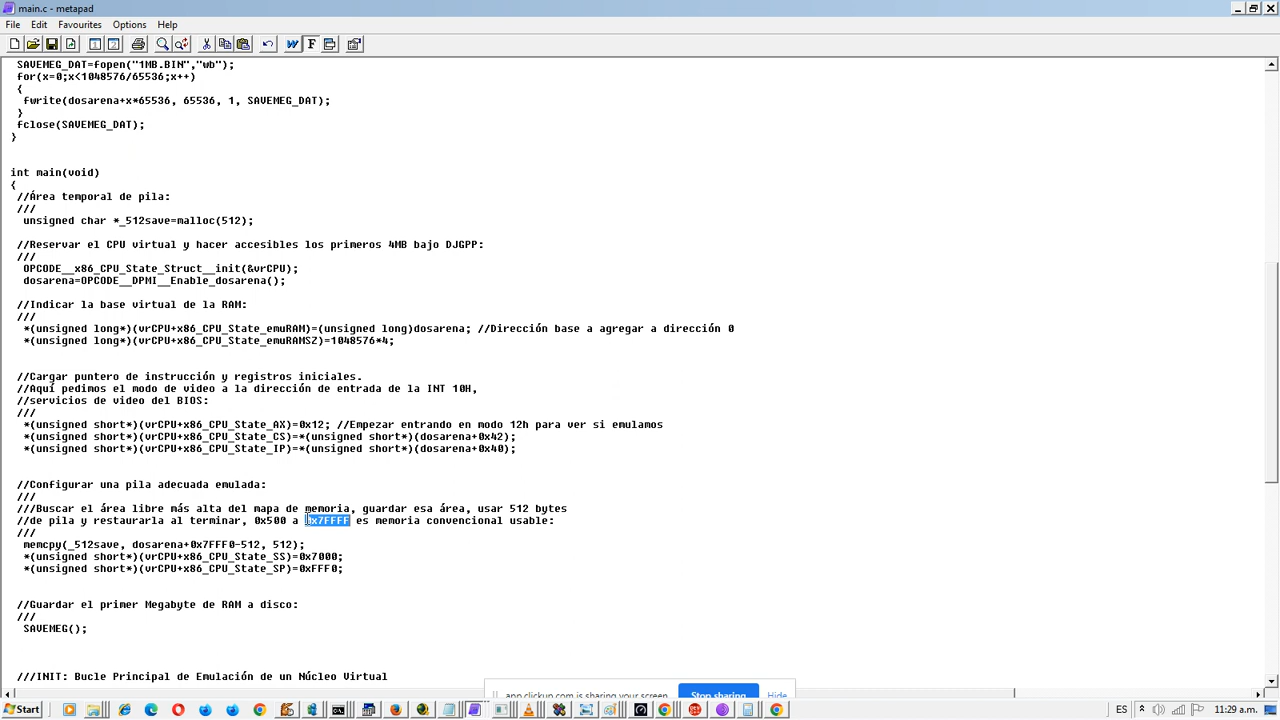 main.c - metapad
File Edit Favourites Options Help
SAVEMEG_DAT=fopen("1MB.BIN","wb");
for(x=0;x<1048576/65536;x++)
{
fwrite(dosarena+x*65536, 65536, 1, SAVEMEG_DAT);
}
fclose(SAVEMEG_DAT);
}
int main(void)
{
//Área temporal de pila:
///
unsigned char *_512save=malloc(512);
//Reservar el CPU virtual y hacer accesibles los primeros 4MB bajo DJGPP:
///
OPCODE__x86_CPU_State_Struct__init(&vrCPU);
dosarena=OPCODE__DPMI__Enable_dosarena();
//Indicar la base virtual de la RAM:
///
*(unsigned long*)(vrCPU+x86_CPU_State_emuRAM)=(unsigned long)dosarena; //Dirección base a agregar a dirección 0
*(unsigned long*)(vrCPU+x86_CPU_State_emuRAMSZ)=1048576*4;
//Cargar puntero de instrucción y registros iniciales.
//Aquí pedimos el modo de video a la dirección de entrada de la INT 10H,
//servicios de video del BIOS:
///
*(unsigned short*)(vrCPU+x86_CPU_State_AX)=0x12; //Empezar entrando en modo 12h para ver si emulamos
*(unsigned short*)(vrCPU+x86_CPU_State_CS)=*(unsigned short*)(dosarena+0x42);
*(unsigned short*)(vrCPU+x86_CPU_State_IP)=*(unsigned short*)(dosarena+0x40);
//Configurar una pila adecuada emulada:
///
///Buscar el área libre más alta del mapa de memoria, guardar esa área, usar 512 bytes
//de pila y restaurarla al terminar, 0x500 a 0x7FFFF es memoria convencional usable:
///
memcpy(_512save, dosarena+0x7FFF0-512, 512);
*(unsigned short*)(vrCPU+x86_CPU_State_SS)=0x7000;
*(unsigned short*)(vrCPU+x86_CPU_State_SP)=0xFFF0;
//Guardar el primer Megabyte de RAM a disco:
///
SAVEMEG();
///INIT: Bucle Principal de Emulación de un Núcleo Virtual
app.clickup.com is sharing your screen. Stop sharing Hide
Start ES 11:29 a.m.